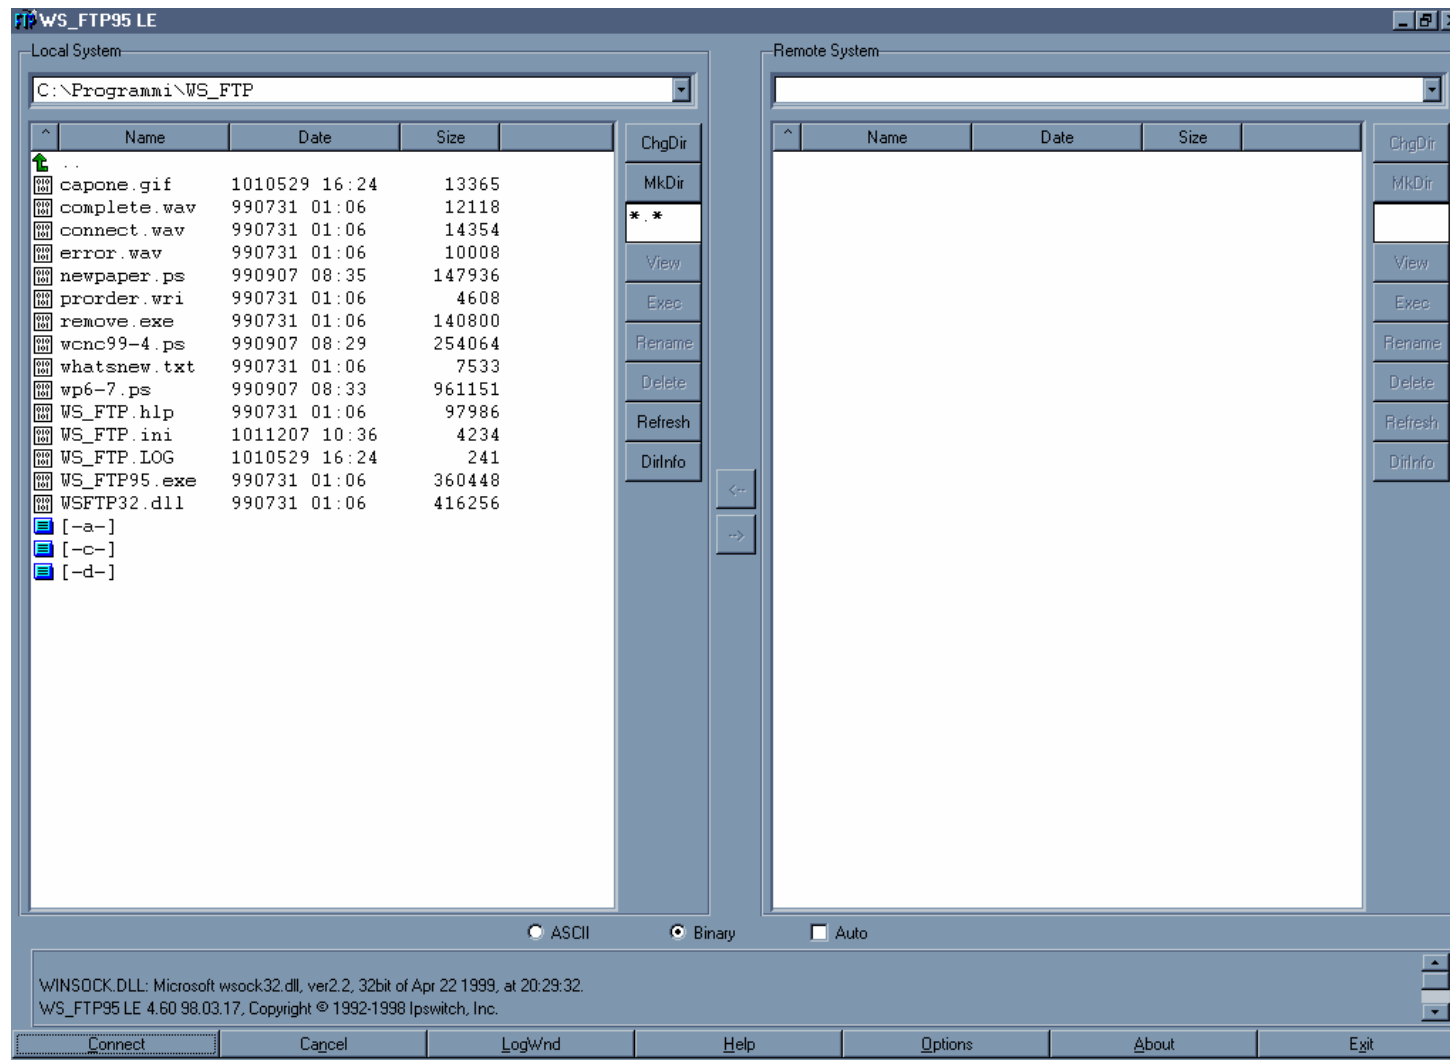 WS_FTP95 LE
Local System
C:\Programmi\WS_FTP
^ Name Date Size
..
capone.gif 1010529 16:24 13365
complete.wav 990731 01:06 12118
connect.wav 990731 01:06 14354
error.wav 990731 01:06 10008
newpaper.ps 990907 08:35 147936
prorder.wri 990731 01:06 4608
remove.exe 990731 01:06 140800
wcnc99-4.ps 990907 08:29 254064
whatsnew.txt 990731 01:06 7533
wp6-7.ps 990907 08:33 961151
WS_FTP.hlp 990731 01:06 97986
WS_FTP.ini 1011207 10:36 4234
WS_FTP.LOG 1010529 16:24 241
WS_FTP95.exe 990731 01:06 360448
WSFTP32.dll 990731 01:06 416256
[-a-]
[-c-]
[-d-]
ChgDir
MkDir
*.*
View
Exec
Rename
Delete
Refresh
DirInfo
<--
-->
Remote System
^ Name Date Size
ChgDir
MkDir
View
Exec
Rename
Delete
Refresh
DirInfo
ASCII Binary Auto
WINSOCK.DLL: Microsoft wsock32.dll, ver2.2, 32bit of Apr 22 1999, at 20:29:32.
WS_FTP95 LE 4.60 98.03.17, Copyright © 1992-1998 Ipswitch, Inc.
Connect Cancel LogWnd Help Options About Exit